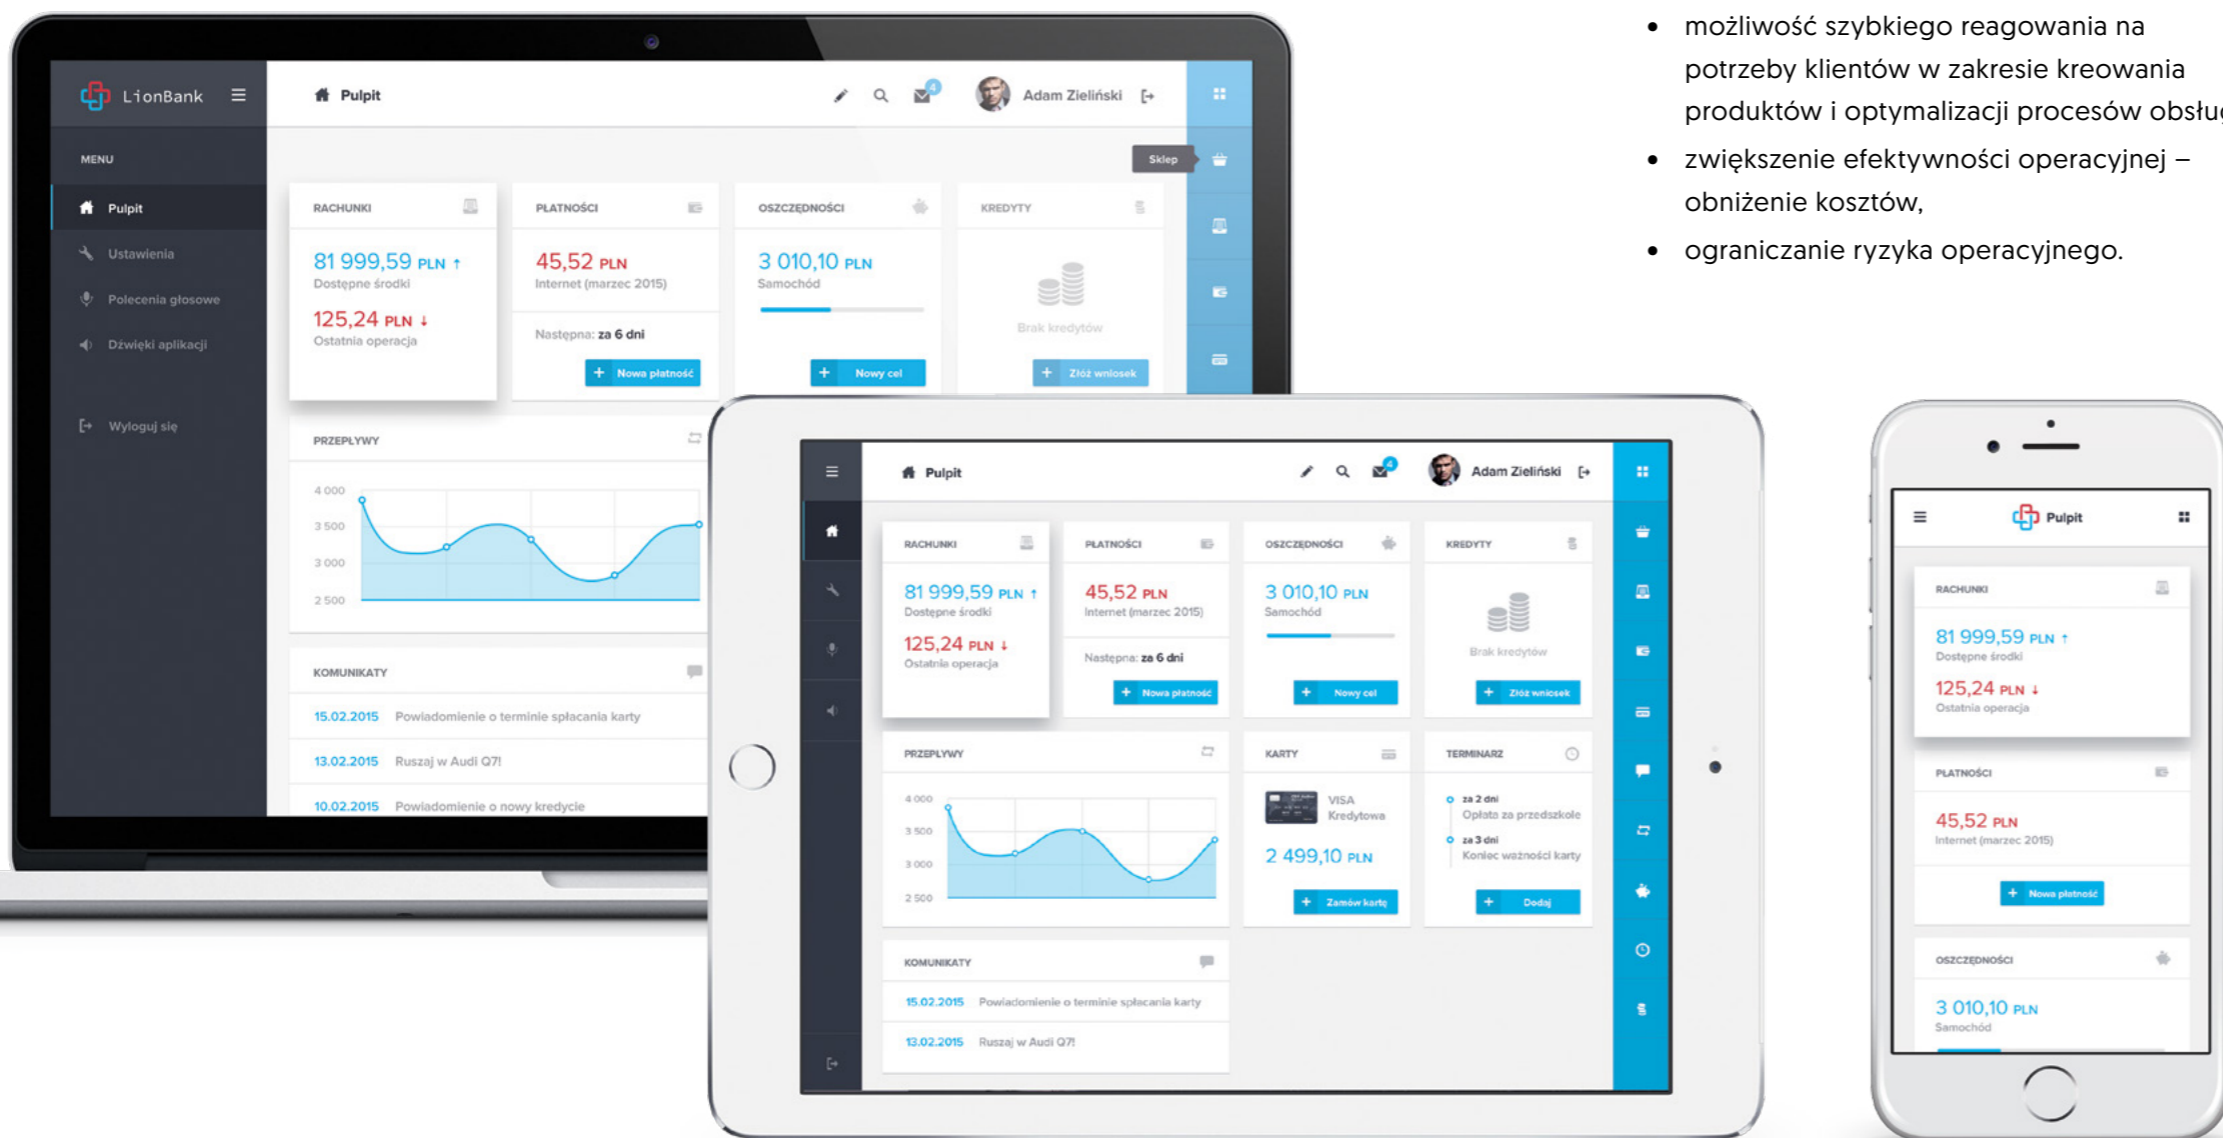 możliwość szybkiego reagowania na
potrzeby klientów w zakresie kreowania
produktów i optymalizacji procesów obsług
zwiększenie efektywności operacyjnej –
obniżenie kosztów,
ograniczanie ryzyka operacyjnego.
LionBank
Pulpit
4
Adam Zieliński
MENU
Sklep
Pulpit
Ustawienia
Polecenia głosowe
Dźwięki aplikacji
Wyloguj się
RACHUNKI
81 999,59 PLN ↑
Dostępne środki
125,24 PLN ↓
Ostatnia operacja
PŁATNOŚCI
45,52 PLN
Internet (marzec 2015)
Następna: za 6 dni
+ Nowa płatność
OSZCZĘDNOŚCI
3 010,10 PLN
Samochód
+ Nowy cel
KREDYTY
Brak kredytów
+ Złóż wniosek
PRZEPŁYWY
4 000
3 500
3 000
2 500
KOMUNIKATY
15.02.2015 Powiadomienie o terminie spłacania karty
13.02.2015 Ruszaj w Audi Q7!
10.02.2015 Powiadomienie o nowy kredycie
Pulpit
4
Adam Zieliński
RACHUNKI
81 999,59 PLN ↑
Dostępne środki
125,24 PLN ↓
Ostatnia operacja
PŁATNOŚCI
45,52 PLN
Internet (marzec 2015)
Następna: za 6 dni
+ Nowa płatność
OSZCZĘDNOŚCI
3 010,10 PLN
Samochód
+ Nowy cel
KREDYTY
Brak kredytów
+ Złóż wniosek
PRZEPŁYWY
4 000
3 500
3 000
2 500
KARTY
VISA
Kredytowa
2 499,10 PLN
+ Zamów kartę
TERMINARZ
za 2 dni
Opłata za przedszkole
za 3 dni
Koniec ważności karty
+ Dodaj
KOMUNIKATY
15.02.2015 Powiadomienie o terminie spłacania karty
13.02.2015 Ruszaj w Audi Q7!
Pulpit
RACHUNKI
81 999,59 PLN ↑
Dostępne środki
125,24 PLN ↓
Ostatnia operacja
PŁATNOŚCI
45,52 PLN
Internet (marzec 2015)
+ Nowa płatność
OSZCZĘDNOŚCI
3 010,10 PLN
Samochód